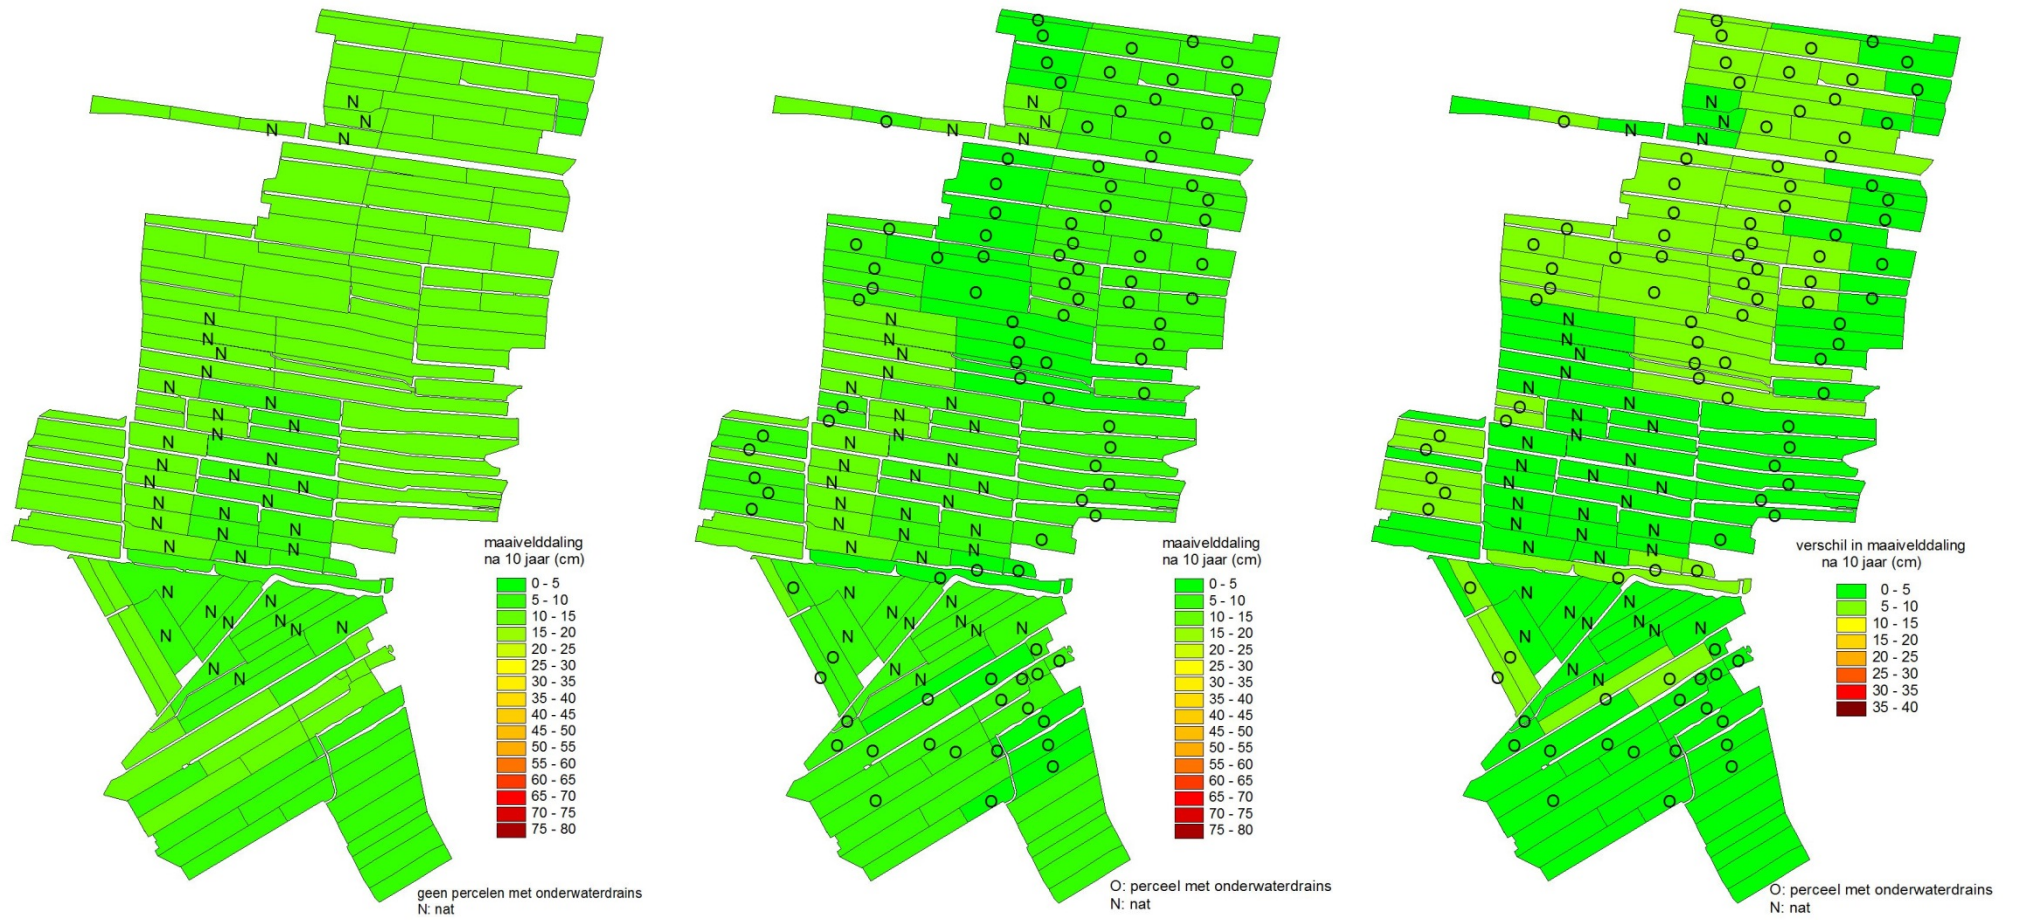 maaivelddaling
na 10 jaar (cm)
0 - 5
5 - 10
10 - 15
15 - 20
20 - 25
25 - 30
30 - 35
35 - 40
40 - 45
45 - 50
50 - 55
55 - 60
60 - 65
65 - 70
70 - 75
75 - 80
geen percelen met onderwaterdrains
N: nat
maaivelddaling
na 10 jaar (cm)
0 - 5
5 - 10
10 - 15
15 - 20
20 - 25
25 - 30
30 - 35
35 - 40
40 - 45
45 - 50
50 - 55
55 - 60
60 - 65
65 - 70
70 - 75
75 - 80
O: perceel met onderwaterdrains
N: nat
verschil in maaivelddaling
na 10 jaar (cm)
0 - 5
5 - 10
10 - 15
15 - 20
20 - 25
25 - 30
30 - 35
35 - 40
O: perceel met onderwaterdrains
N: nat